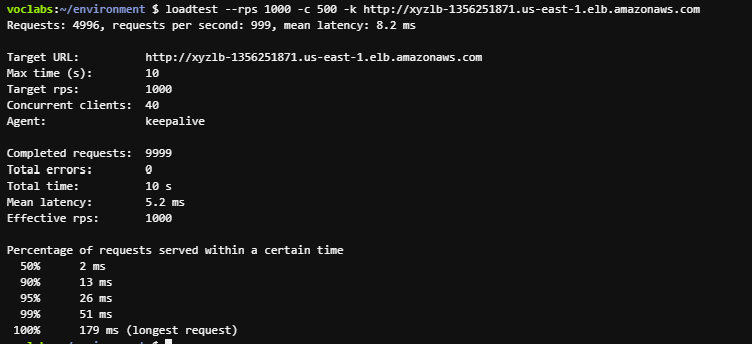 voclabs:~/environment $ loadtest --rps 1000 -c 500 -k http://xyzlb-1356251871.us-east-1.elb.amazonaws.com
Requests: 4996, requests per second: 999, mean latency: 8.2 ms
Target URL: http://xyzlb-1356251871.us-east-1.elb.amazonaws.com
Max time (s): 10
Target rps: 1000
Concurrent clients: 40
Agent: keepalive
Completed requests: 9999
Total errors: 0
Total time: 10 s
Mean latency: 5.2 ms
Effective rps: 1000
Percentage of requests served within a certain time
50% 2 ms
90% 13 ms
95% 26 ms
99% 51 ms
100% 179 ms (longest request)
voclabs:~/environment $